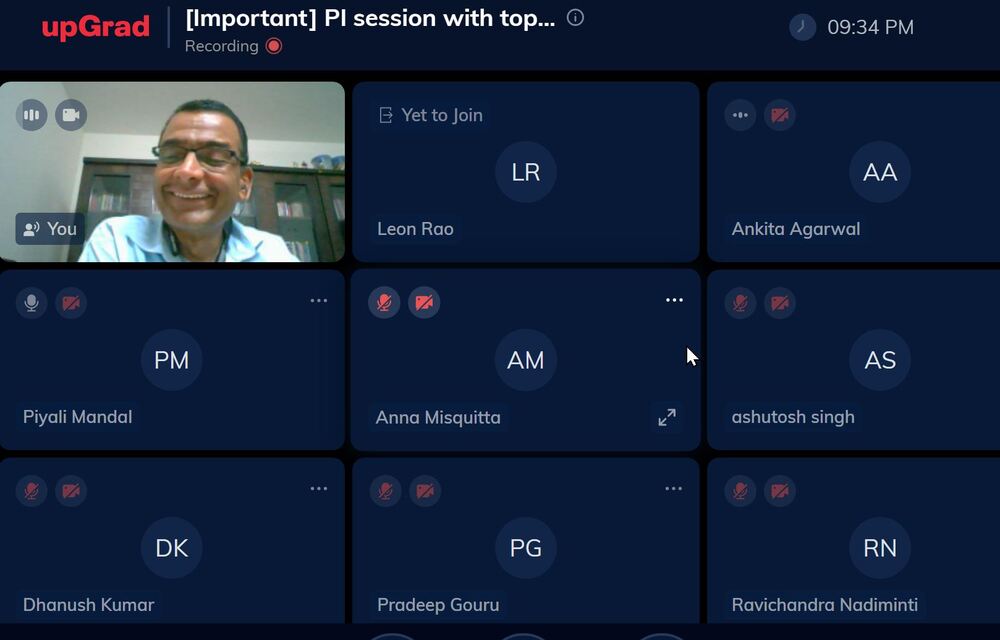 upGrad
[Important] PI session with top...
Recording
09:34 PM
You
Yet to Join
LR
Leon Rao
AA
Ankita Agarwal
PM
Piyali Mandal
AM
Anna Misquitta
AS
ashutosh singh
DK
Dhanush Kumar
PG
Pradeep Gouru
RN
Ravichandra Nadiminti